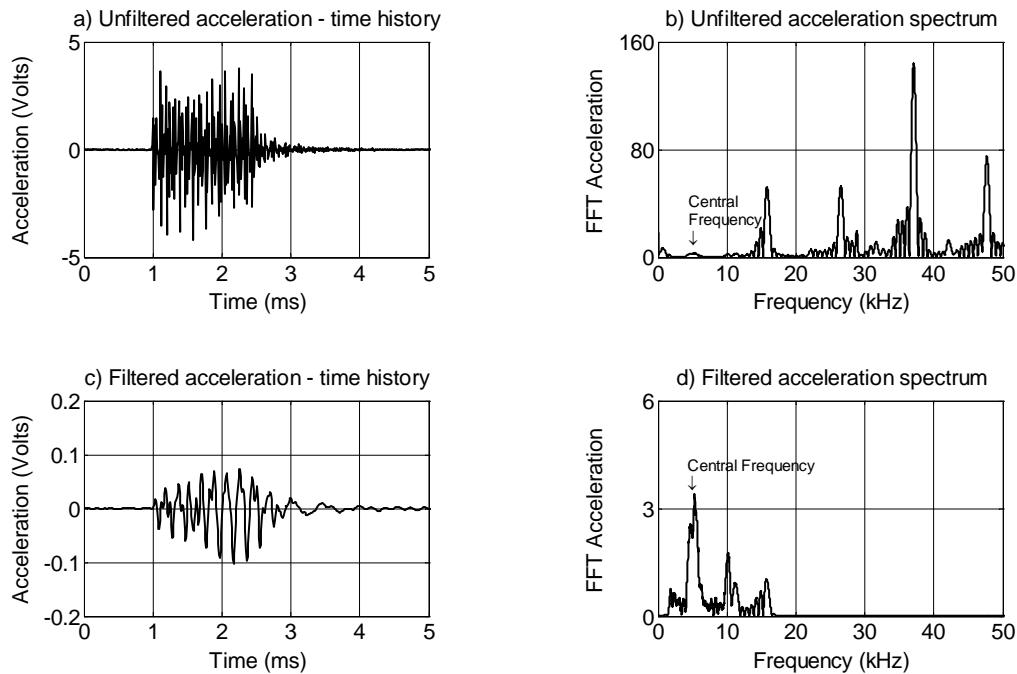 a) Unfiltered acceleration - time history
5
0
-5
Acceleration (Volts)
0 1 2 3 4 5
Time (ms)
b) Unfiltered acceleration spectrum
160
80
0
FFT Acceleration
Central
Frequency
↓
0 10 20 30 40 50
Frequency (kHz)
c) Filtered acceleration - time history
0.2
0.1
0
-0.1
-0.2
Acceleration (Volts)
0 1 2 3 4 5
Time (ms)
d) Filtered acceleration spectrum
6
3
0
FFT Acceleration
Central Frequency
↓
0 10 20 30 40 50
Frequency (kHz)